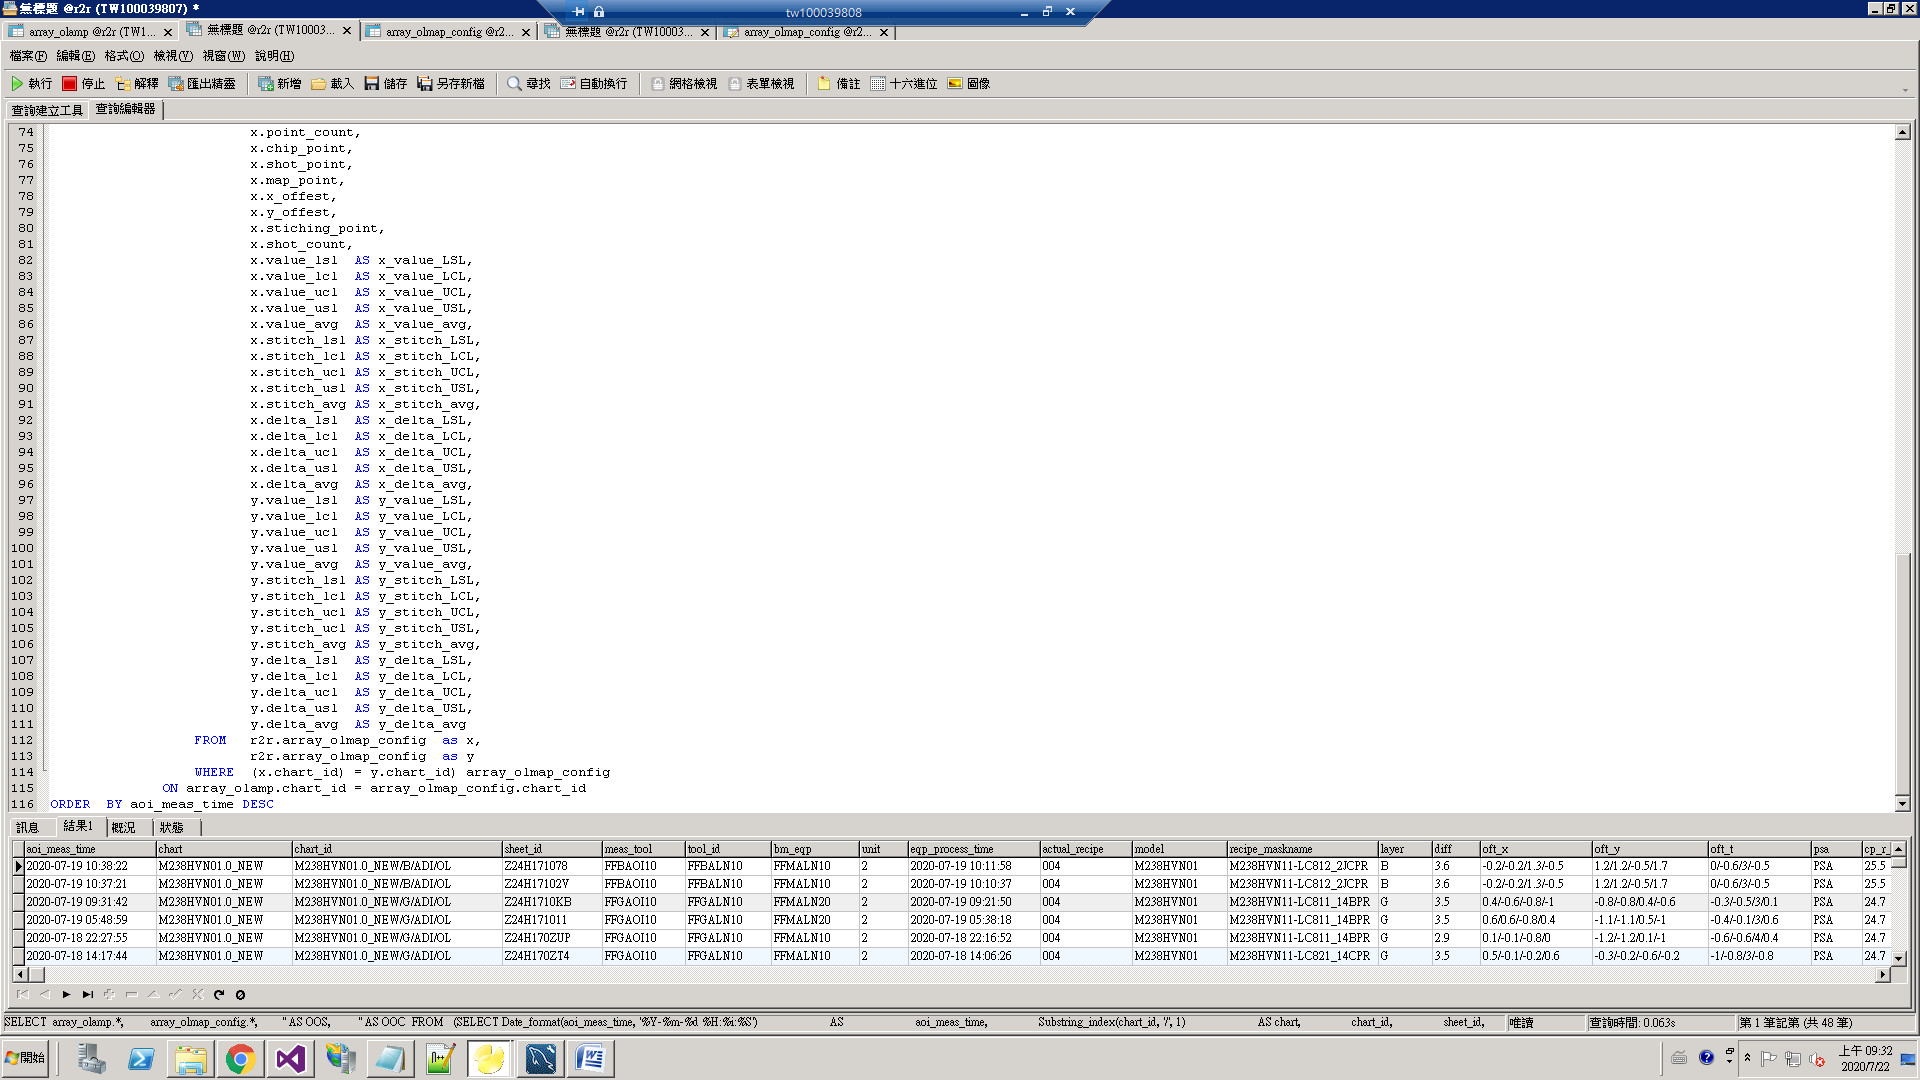 無標題 @r2r (TW100039807) *
tw100039808
array_olamp @r2r (TW1...
無標題 @r2r (TW10003...
array_olmap_config @r2...
無標題 @r2r (TW10003...
array_olmap_config @r2...
檔案(F) 編輯(E) 格式(O) 檢視(V) 視窗(W) 說明(H)
執行 停止 解釋 匯出精靈 新增 載入 儲存 另存新檔 尋找 自動換行 網格檢視 表單檢視 備註 十六進位 圖像
查詢建立工具 查詢編輯器
74 x.point_count,
75 x.chip_point,
76 x.shot_point,
77 x.map_point,
78 x.x_offest,
79 x.y_offest,
80 x.stiching_point,
81 x.shot_count,
82 x.value_lsl AS x_value_LSL,
83 x.value_lcl AS x_value_LCL,
84 x.value_ucl AS x_value_UCL,
85 x.value_usl AS x_value_USL,
86 x.value_avg AS x_value_avg,
87 x.stitch_lsl AS x_stitch_LSL,
88 x.stitch_lcl AS x_stitch_LCL,
89 x.stitch_ucl AS x_stitch_UCL,
90 x.stitch_usl AS x_stitch_USL,
91 x.stitch_avg AS x_stitch_avg,
92 x.delta_lsl AS x_delta_LSL,
93 x.delta_lcl AS x_delta_LCL,
94 x.delta_ucl AS x_delta_UCL,
95 x.delta_usl AS x_delta_USL,
96 x.delta_avg AS x_delta_avg,
97 y.value_lsl AS y_value_LSL,
98 y.value_lcl AS y_value_LCL,
99 y.value_ucl AS y_value_UCL,
100 y.value_usl AS y_value_USL,
101 y.value_avg AS y_value_avg,
102 y.stitch_lsl AS y_stitch_LSL,
103 y.stitch_lcl AS y_stitch_LCL,
104 y.stitch_ucl AS y_stitch_UCL,
105 y.stitch_ucl AS y_stitch_USL,
106 y.stitch_avg AS y_stitch_avg,
107 y.delta_lsl AS y_delta_LSL,
108 y.delta_lcl AS y_delta_LCL,
109 y.delta_ucl AS y_delta_UCL,
110 y.delta_usl AS y_delta_USL,
111 y.delta_avg AS y_delta_avg
112 FROM r2r.array_olmap_config as x,
113 r2r.array_olmap_config as y
114 WHERE (x.chart_id) = y.chart_id) array_olmap_config
115 ON array_olamp.chart_id = array_olmap_config.chart_id
116 ORDER BY aoi_meas_time DESC
訊息 結果1 概況 狀態
aoi_meas_time chart chart_id sheet_id meas_tool tool_id bm_eqp unit eqp_process_time actual_recipe model recipe_maskname layer diff oft_x oft_y oft_t psa cp_r_
2020-07-19 10:38:22 M238HVN01.0_NEW M238HVN01.0_NEW/B/ADI/OL Z24H171078 FFBAOI10 FFBALN10 FFMALN10 2 2020-07-19 10:11:58 004 M238HVN01 M238HVN11-LC812_2JCPR B 3.6 -0.2/-0.2/1.3/-0.5 1.2/1.2/-0.5/1.7 0/-0.6/3/-0.5 PSA 25.5
2020-07-19 10:37:21 M238HVN01.0_NEW M238HVN01.0_NEW/B/ADI/OL Z24H17102V FFBAOI10 FFBALN10 FFMALN10 2 2020-07-19 10:10:37 004 M238HVN01 M238HVN11-LC812_2JCPR B 3.6 -0.2/-0.2/1.3/-0.5 1.2/1.2/-0.5/1.7 0/-0.6/3/-0.5 PSA 25.5
2020-07-19 09:31:42 M238HVN01.0_NEW M238HVN01.0_NEW/G/ADI/OL Z24H1710KB FFGAOI10 FFGALN10 FFMALN20 2 2020-07-19 09:21:50 004 M238HVN01 M238HVN11-LC811_14BPR G 3.5 0.4/-0.6/-0.8/-1 -0.8/-0.8/0.4/-0.6 -0.3/-0.5/3/0.1 PSA 24.7
2020-07-19 05:48:59 M238HVN01.0_NEW M238HVN01.0_NEW/G/ADI/OL Z24H171011 FFGAOI10 FFGALN10 FFMALN20 2 2020-07-19 05:38:18 004 M238HVN01 M238HVN11-LC811_14BPR G 3.5 0.6/0.6/-0.8/0.4 -1.1/-1.1/0.5/-1 -0.4/-0.1/3/0.6 PSA 24.7
2020-07-18 22:27:55 M238HVN01.0_NEW M238HVN01.0_NEW/G/ADI/OL Z24H170ZUP FFGAOI10 FFGALN10 FFMALN10 2 2020-07-18 22:16:52 004 M238HVN01 M238HVN11-LC811_14BPR G 2.9 0.1/-0.1/-0.8/0 -1.2/-1.2/0.1/-1 -0.6/-0.6/4/0.4 PSA 24.7
2020-07-18 14:17:44 M238HVN01.0_NEW M238HVN01.0_NEW/G/ADI/OL Z24H170ZT4 FFGAOI10 FFGALN10 FFMALN10 2 2020-07-18 14:06:26 004 M238HVN01 M238HVN11-LC821_14CPR G 3.5 0.5/-0.1/-0.2/0.6 -0.3/-0.2/-0.6/-0.2 -1/-0.8/3/-0.8 PSA 24.7
SELECT array_olamp.*, array_olmap_config.*, '' AS OOS, '' AS OOC FROM (SELECT Date_format(aoi_meas_time, '%Y-%m-%d %H:%i:%S') AS aoi_meas_time, Substring_index(chart_id, '/', 1) AS chart, chart_id, sheet_id, 唯讀 查詢時間: 0.063s 第 1 筆記第 (共 48 筆)
開始
上午 09:32
2020/7/22